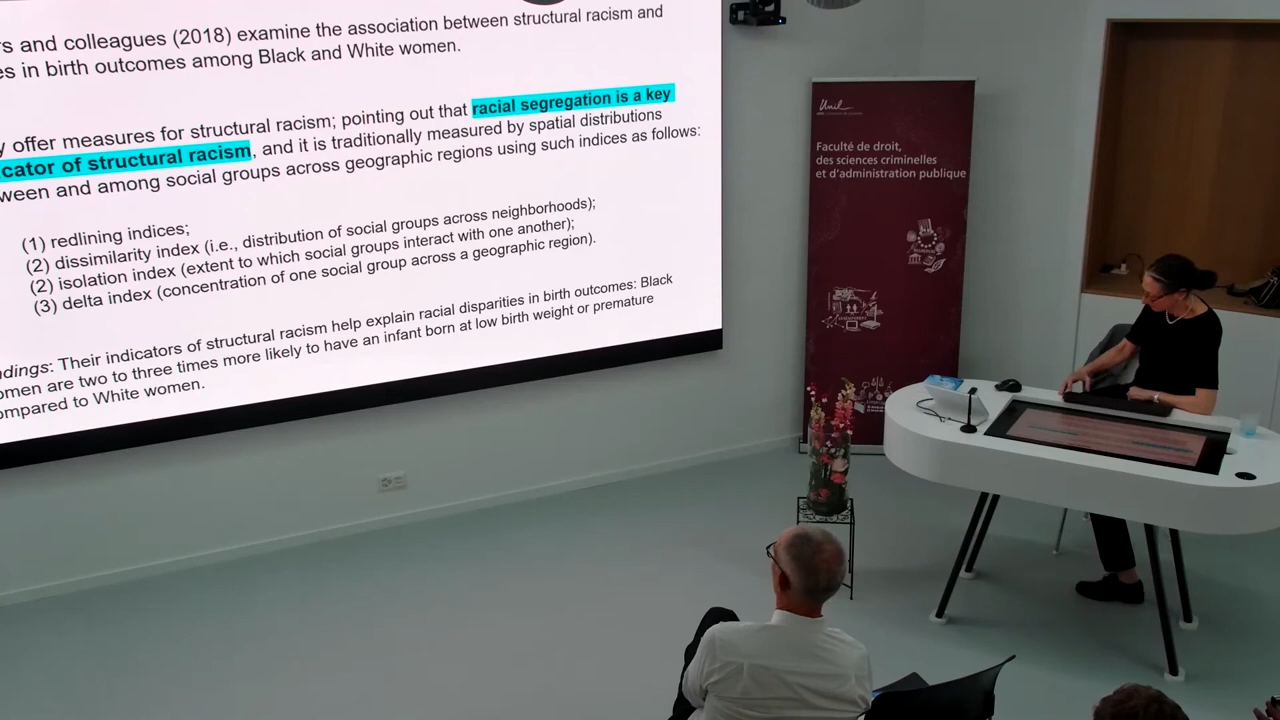 rs and colleagues (2018) examine the association between structural racism and
es in birth outcomes among Black and White women.
y offer measures for structural racism; pointing out that racial segregation is a key
cator of structural racism, and it is traditionally measured by spatial distributions
ween and among social groups across geographic regions using such indices as follows:
(1) redlining indices;
(2) dissimilarity index (i.e., distribution of social groups across neighborhoods);
(2) isolation index (extent to which social groups interact with one another);
(3) delta index (concentration of one social group across a geographic region).
dings: Their indicators of structural racism help explain racial disparities in birth outcomes: Black
omen are two to three times more likely to have an infant born at low birth weight or premature
ompared to White women.
Unil
Faculté de droit,
des sciences criminelles
et d'administration publique